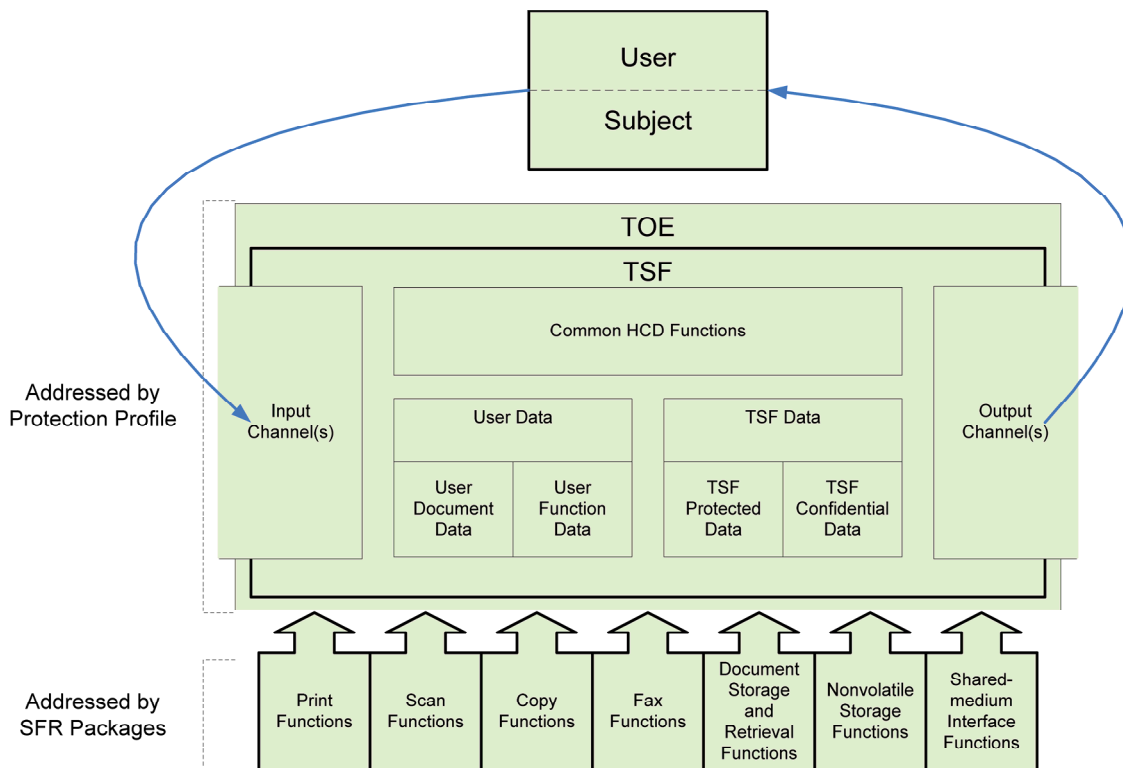 User
Subject
TOE
TSF
Common HCD Functions
Addressed by
Protection Profile
Input
Channel(s)
User Data
TSF Data
Output
Channel(s)
User
Document
Data
User
Function
Data
TSF
Protected
Data
TSF
Confidential
Data
Addressed by
SFR Packages
Print
Functions
Scan
Functions
Copy
Functions
Fax
Functions
Document
Storage
and
Retrieval
Functions
Nonvolatile
Storage
Functions
Shared-
medium
Interface
Functions